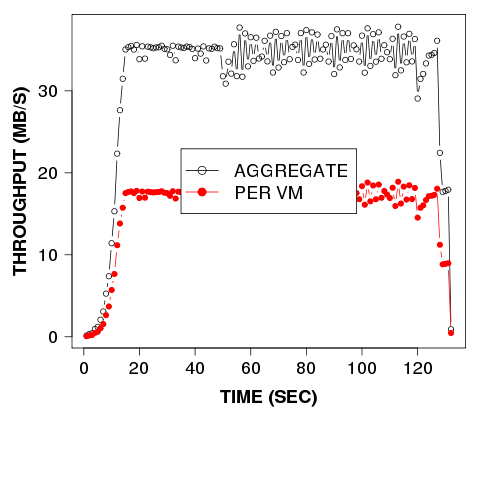 THROUGHPUT (MB/S)
30
20
10
0
AGGREGATE
PER VM
0 20 40 60 80 100 120
TIME (SEC)